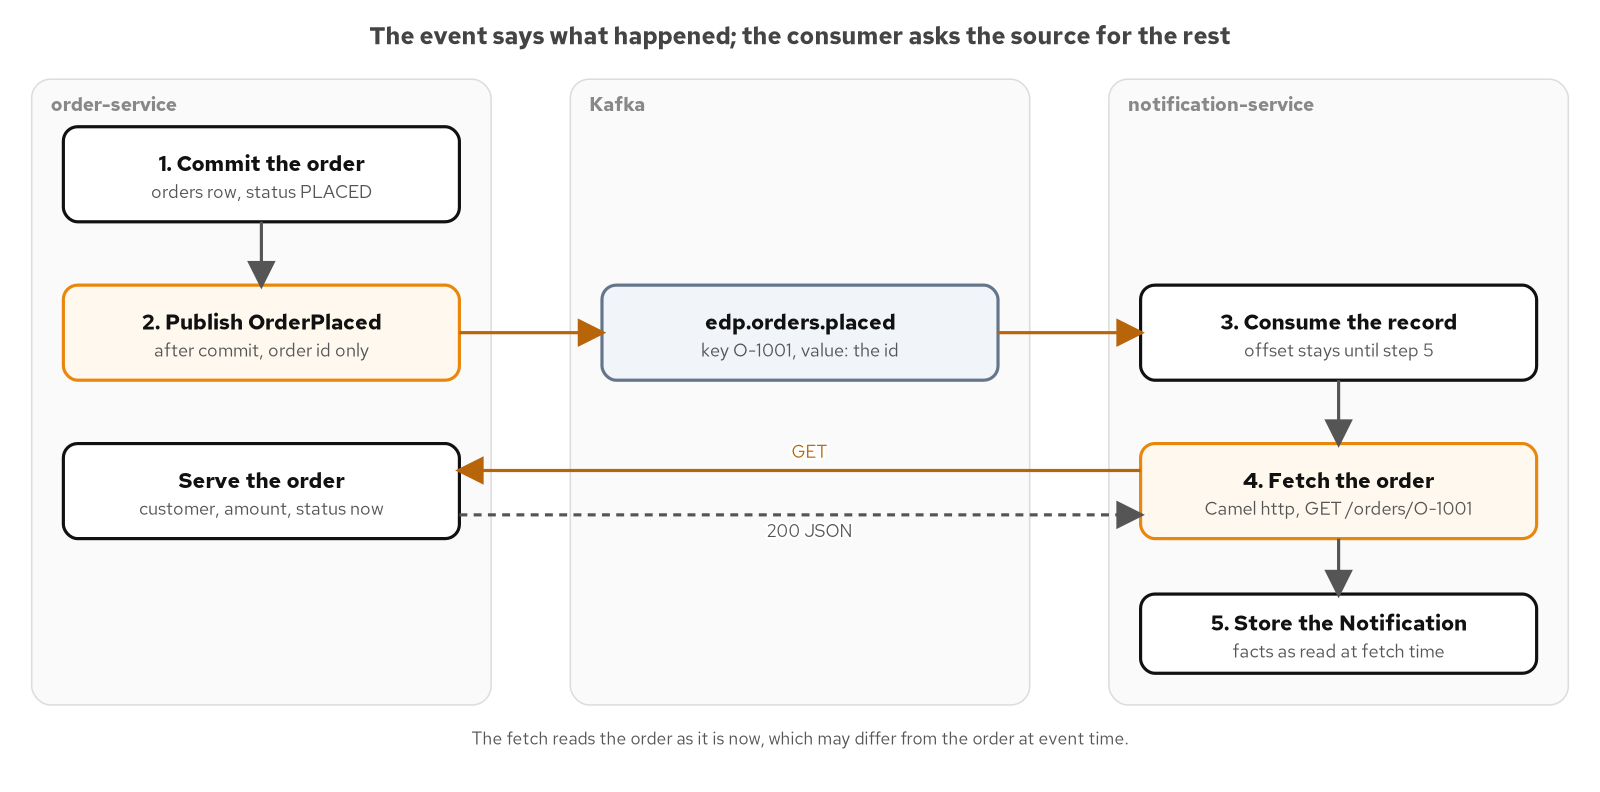 The event says what happened; the consumer asks the source for the rest
order-service
1. Commit the order
orders row, status PLACED
2. Publish OrderPlaced
after commit, order id only
Serve the order
customer, amount, status now
Kafka
edp.orders.placed
key O-1001, value: the id
GET
200 JSON
notification-service
3. Consume the record
offset stays until step 5
4. Fetch the order
Camel http, GET /orders/O-1001
5. Store the Notification
facts as read at fetch time
The fetch reads the order as it is now, which may differ from the order at event time.